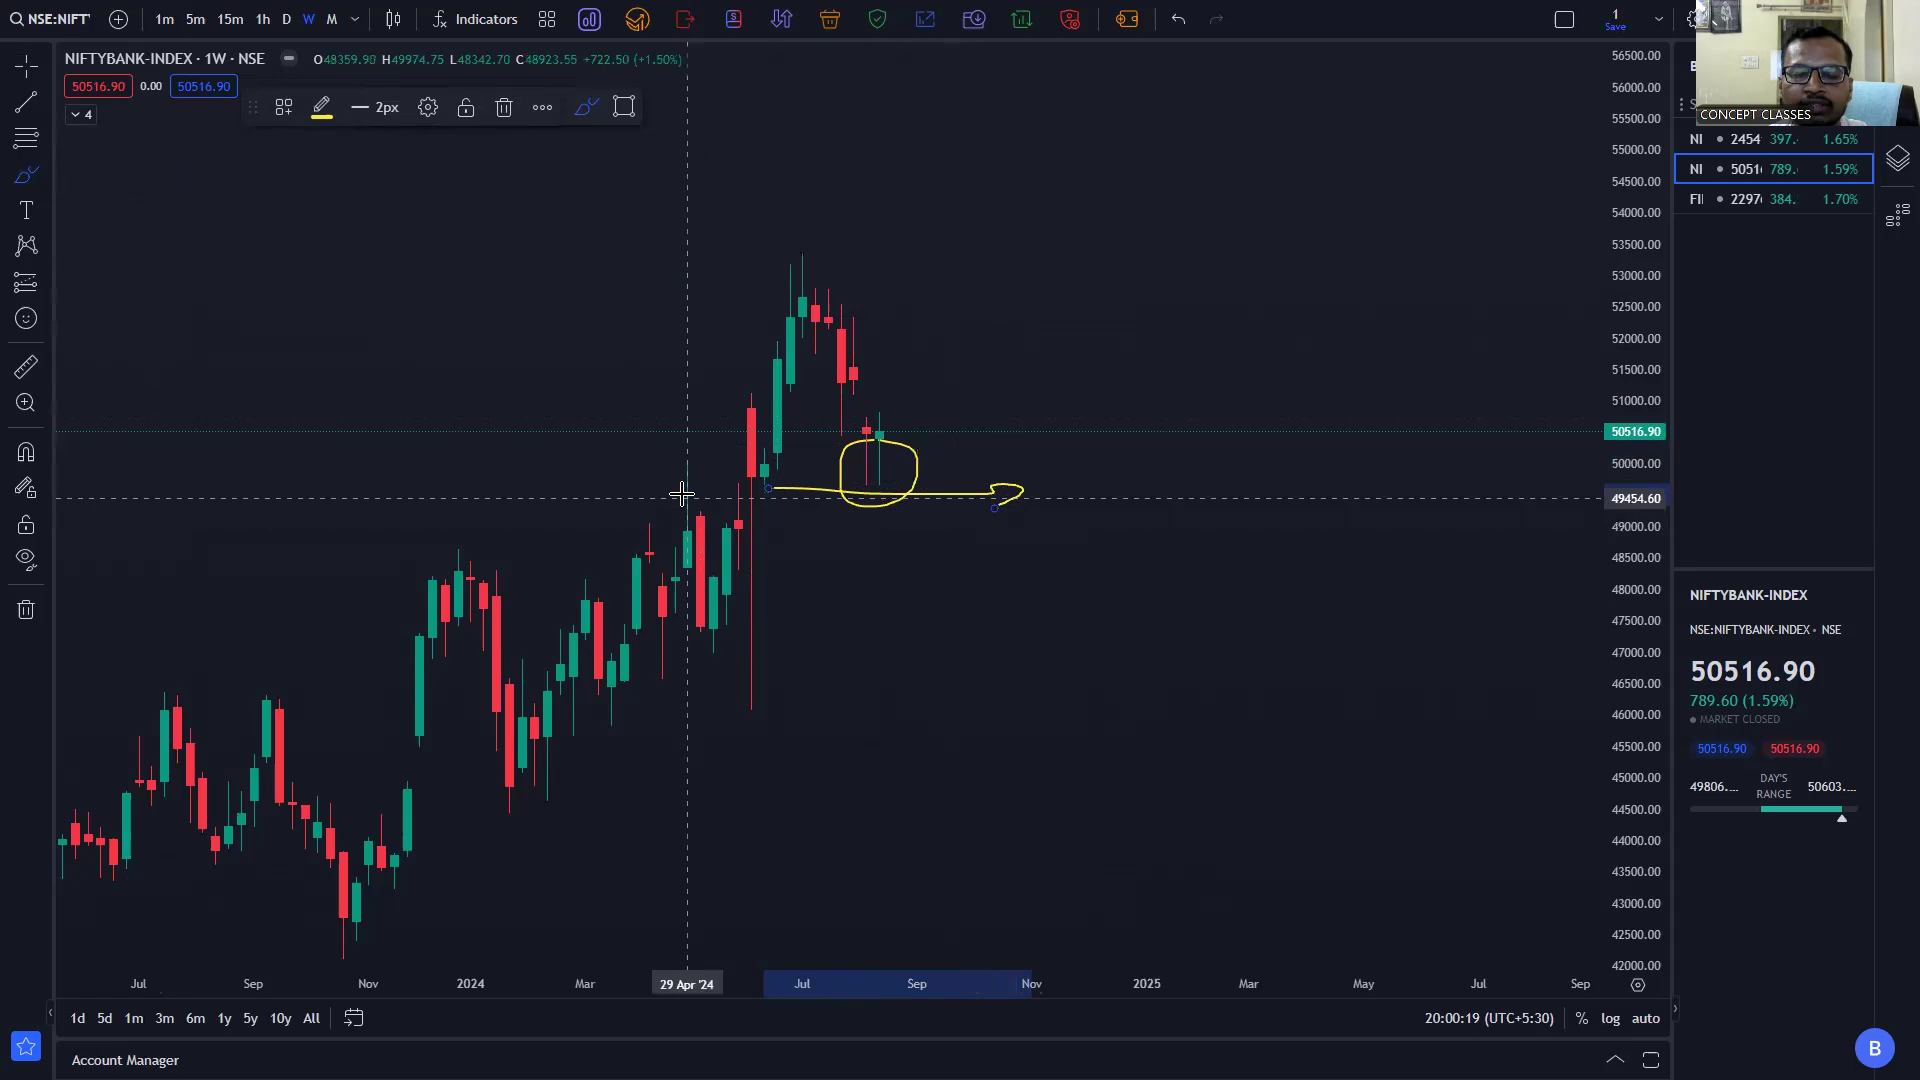 NSE:NIFT
1m 5m 15m 1h D W M Indicators 1 Save
NIFTYBANK-INDEX · 1W · NSE O48359.90 H49974.75 L48342.70 C48923.55 +722.50 (+1.50%)
50516.90 0.00 50516.90
2px
4
CONCEPT CLASSES
NI 2454 397. 1.65%
NI 5051 789. 1.59%
FI 2297 384. 1.70%
56500.00
56000.00
55500.00
55000.00
54500.00
54000.00
53500.00
53000.00
52500.00
52000.00
51500.00
51000.00
50516.90
50000.00
49454.60
49000.00
48500.00
48000.00
47500.00
47000.00
46500.00
46000.00
45500.00
45000.00
44500.00
44000.00
43500.00
43000.00
42500.00
42000.00
NIFTYBANK-INDEX
NSE:NIFTYBANK-INDEX • NSE
50516.90
789.60 (1.59%)
MARKET CLOSED
50516.90 50516.90
49806.... DAY'S RANGE 50603....
Jul Sep Nov 2024 Mar 29 Apr '24 Jul Sep Nov 2025 Mar May Jul Sep
1d 5d 1m 3m 6m 1y 5y 10y All 20:00:19 (UTC+5:30) % log auto
Account Manager
B